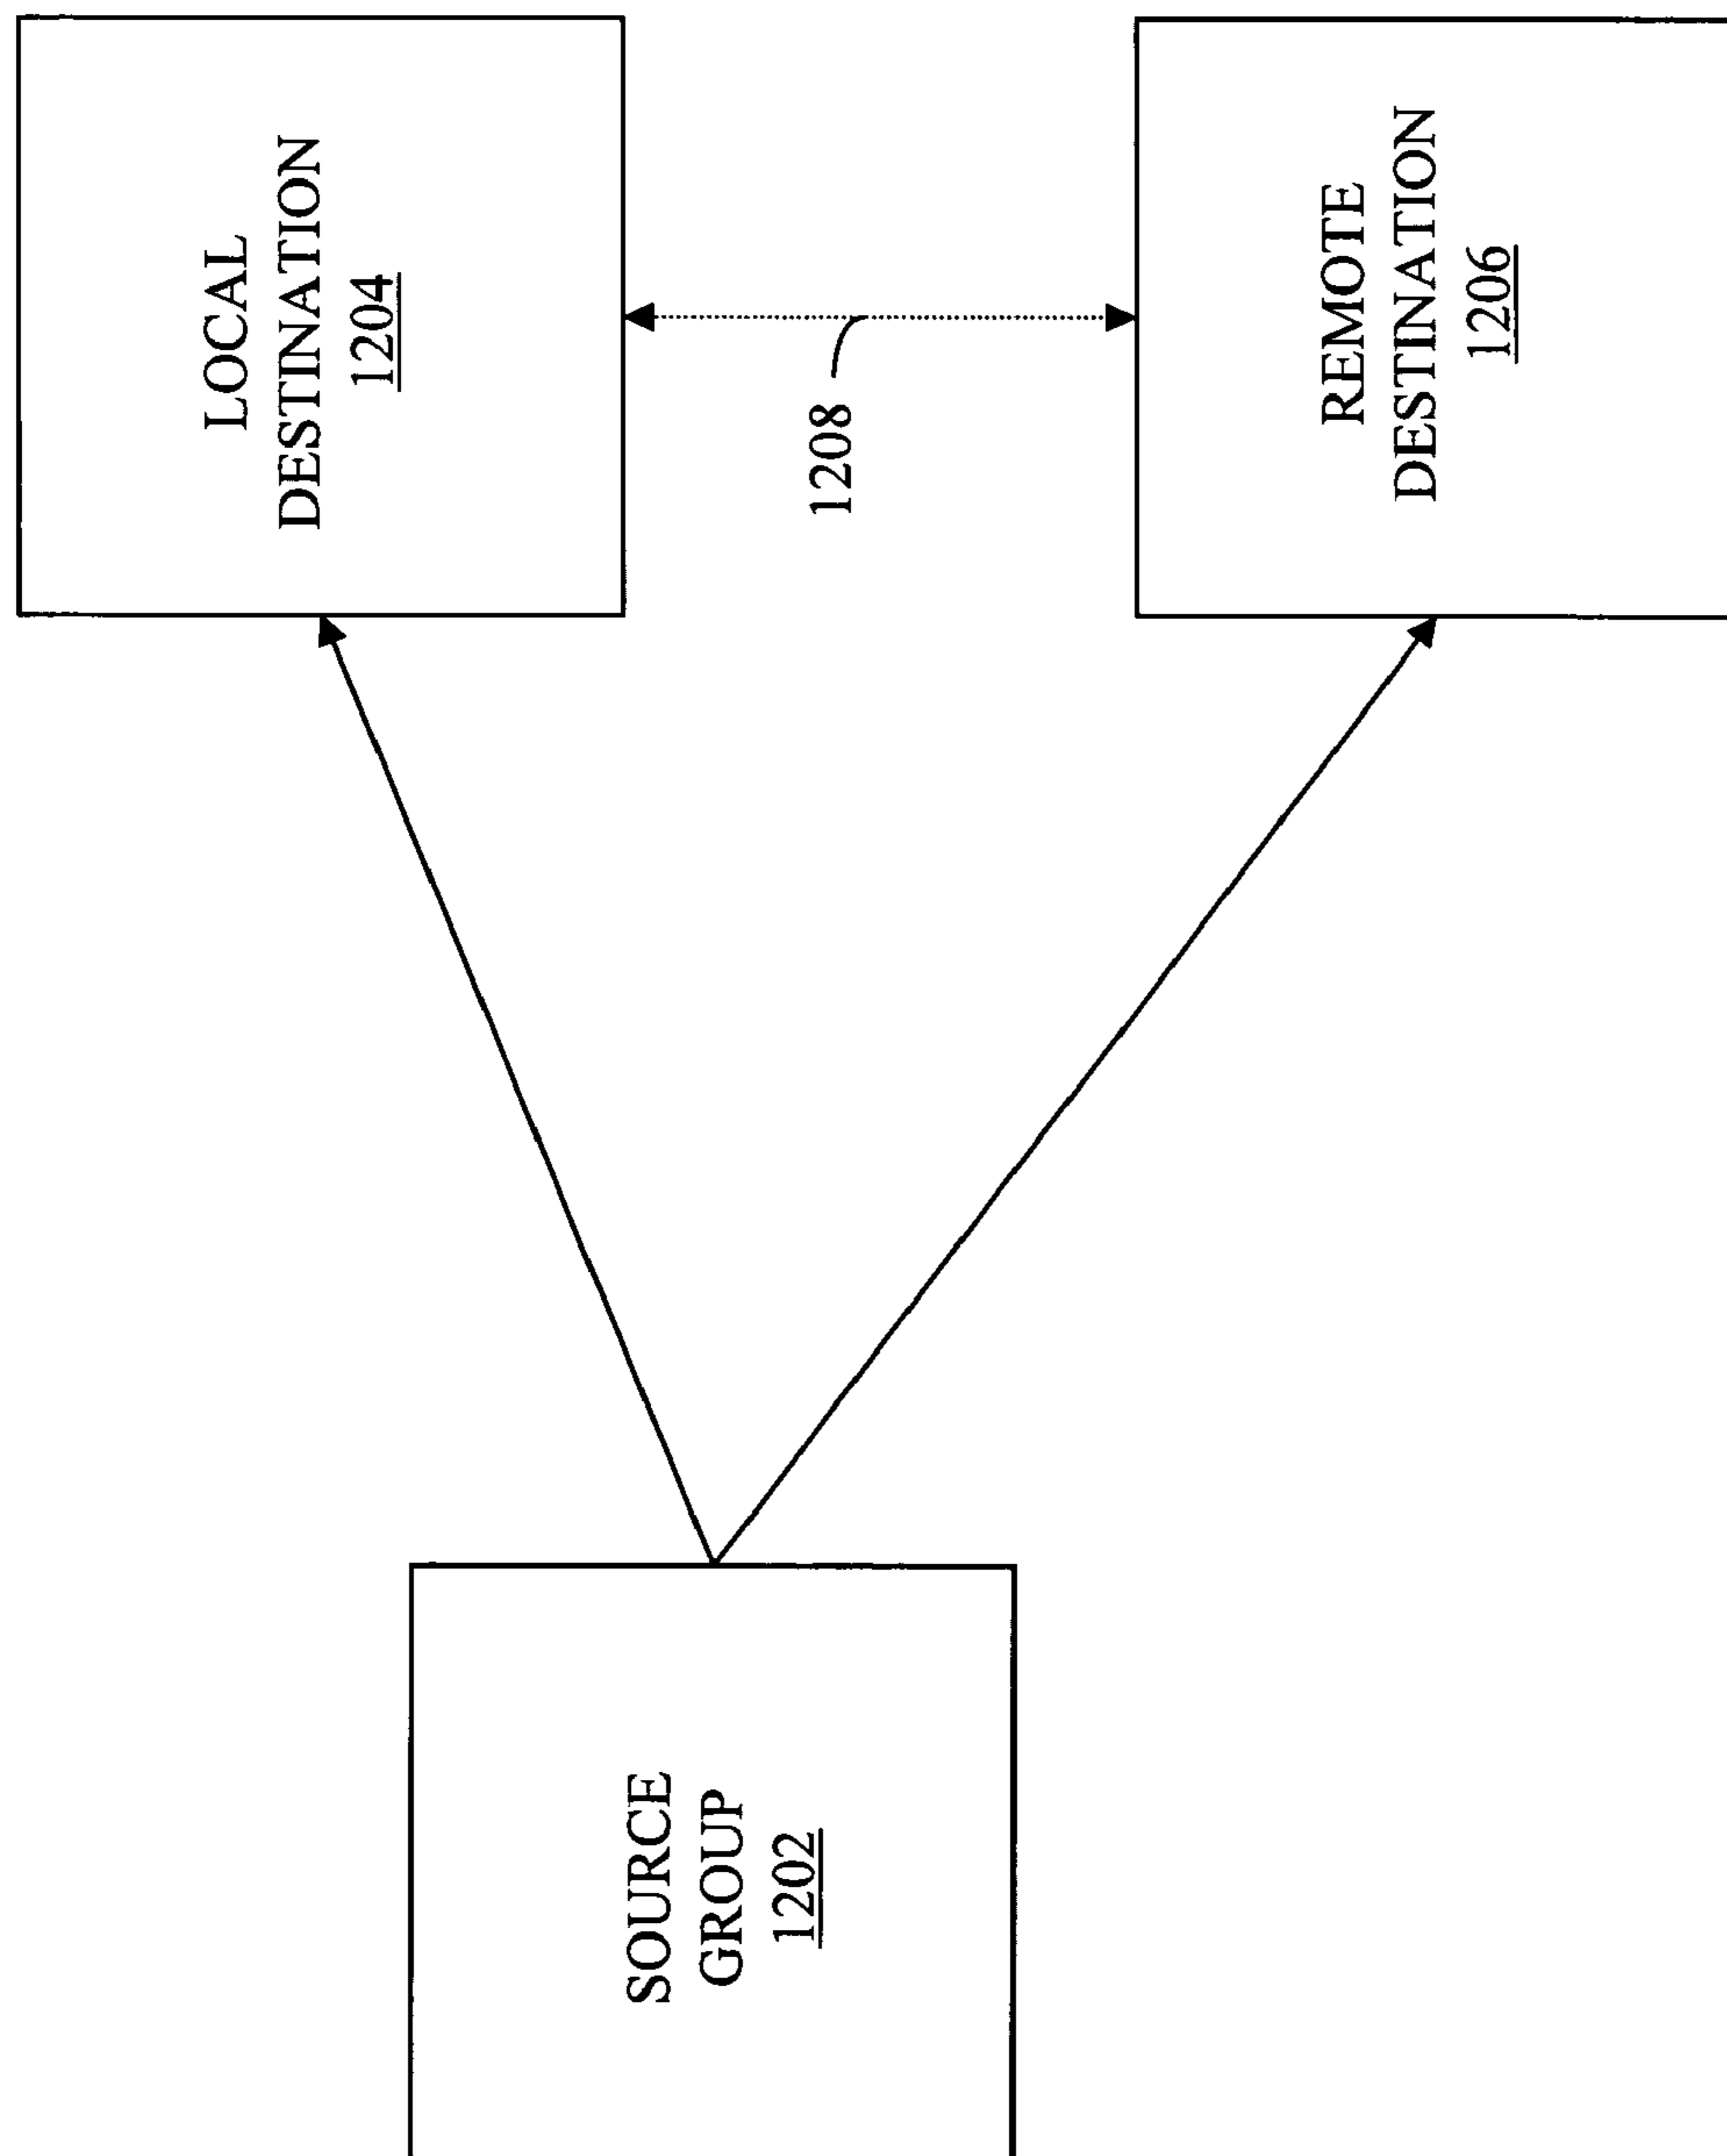 SOURCE
GROUP
1202
LOCAL
DESTINATION
1204
1208
REMOTE
DESTINATION
1206